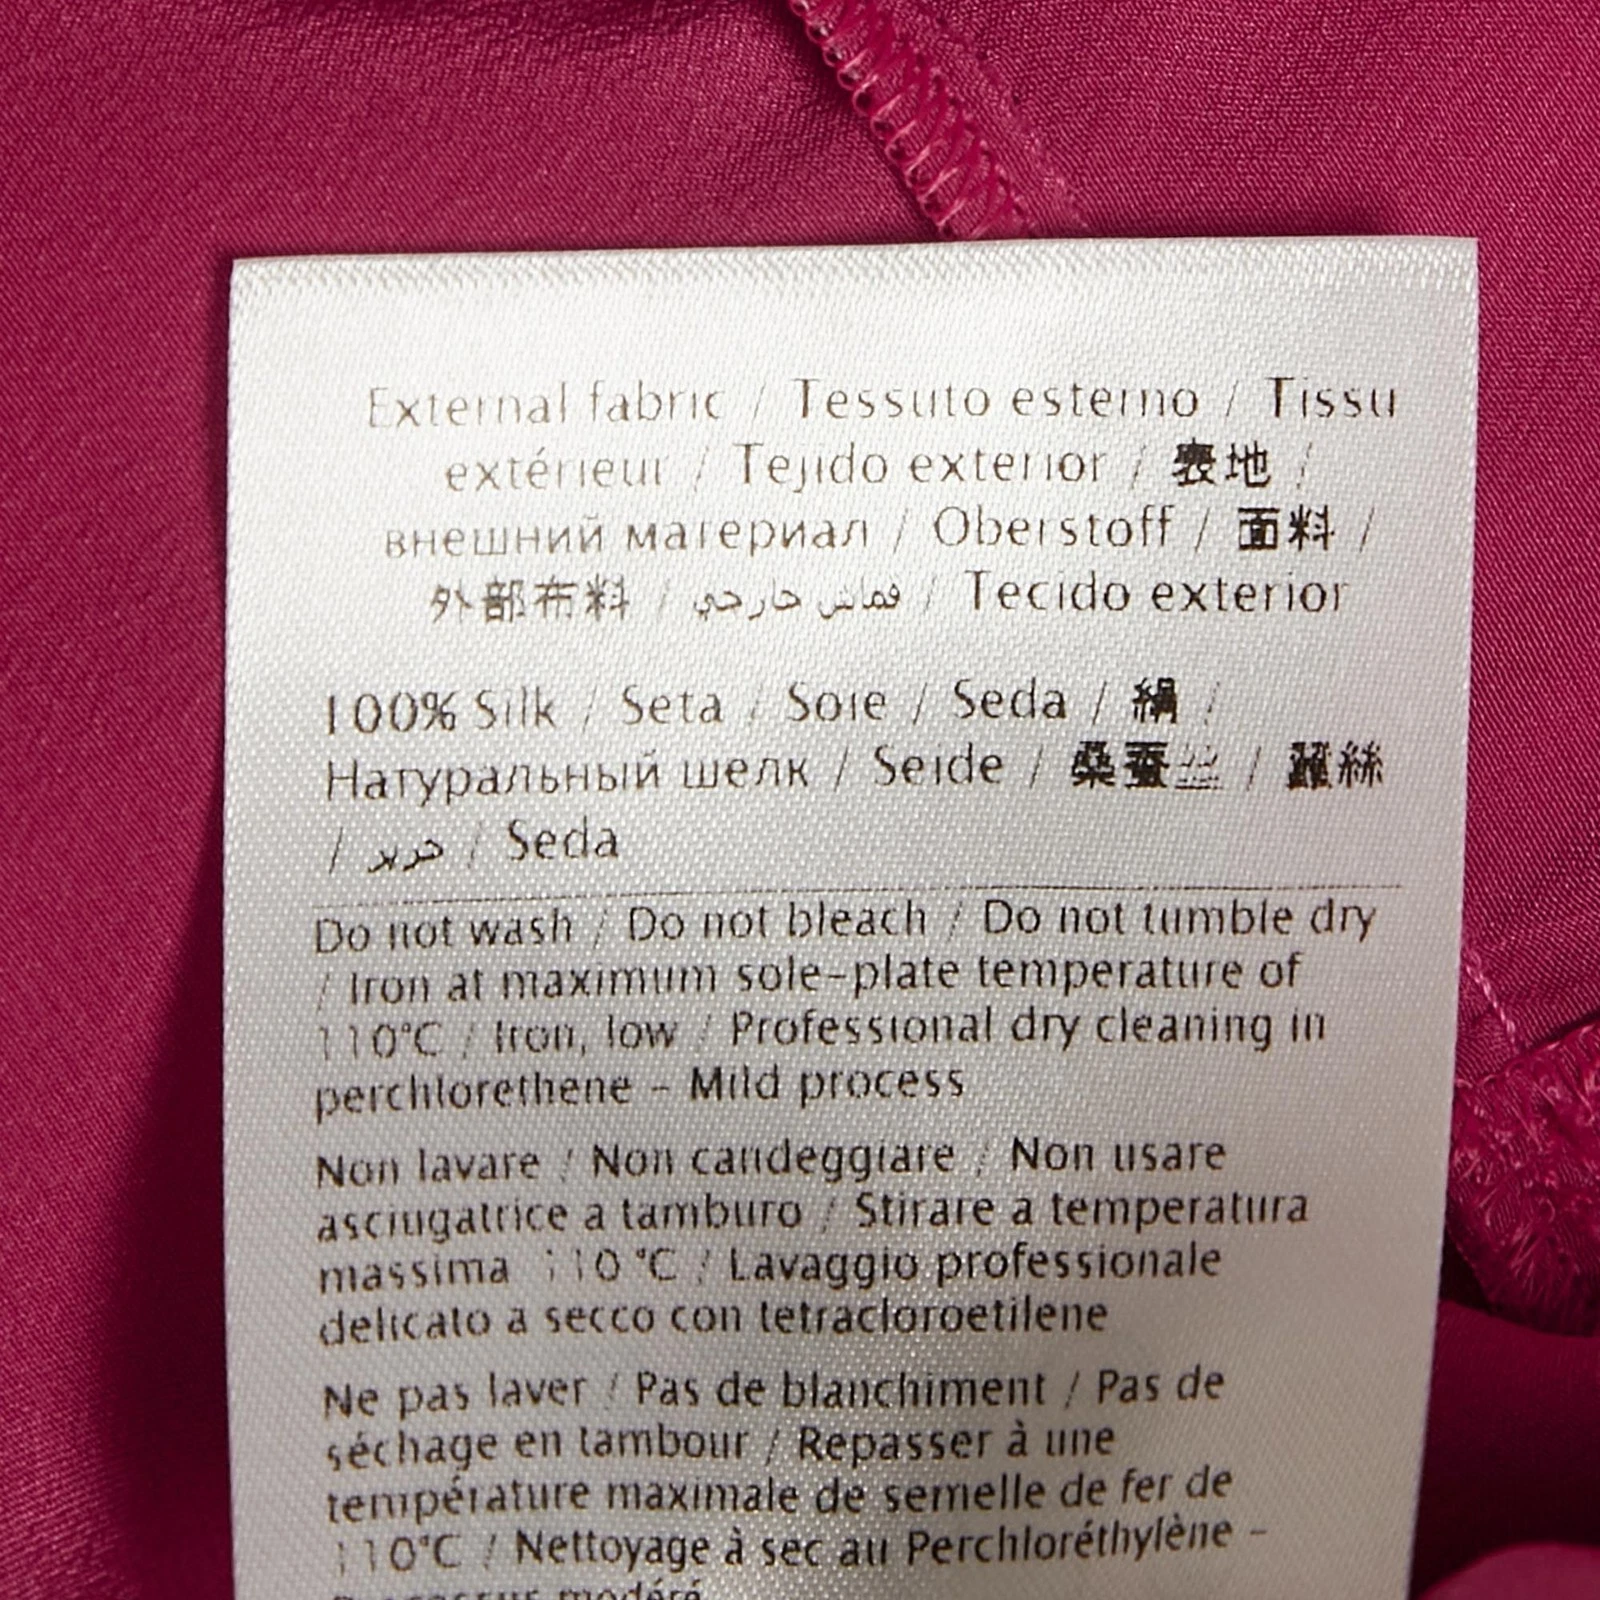 External fabric / Tessuto esterno / Tissu
extérieur / Tejido exterior / 表地 /
внешний материал / Oberstoff / 面料 /
外部布料 / قماش خارجي / Tecido exterior
100% Silk / Seta / Soie / Seda / 絹 /
Натуральный шелк / Seide / 桑蚕丝 / 蠶絲
/ حرير / Seda
Do not wash / Do not bleach / Do not tumble dry
/ Iron at maximum sole-plate temperature of
110°C / Iron, low / Professional dry cleaning in
perchlorethene - Mild process
Non lavare / Non candeggiare / Non usare
asciugatrice a tamburo / Stirare a temperatura
massima 110 °C / Lavaggio professionale
delicato a secco con tetracloroetilene
Ne pas laver / Pas de blanchiment / Pas de
séchage en tambour / Repasser à une
température maximale de semelle de fer de
110°C / Nettoyage à sec au Perchloréthylène -
Processus modéré